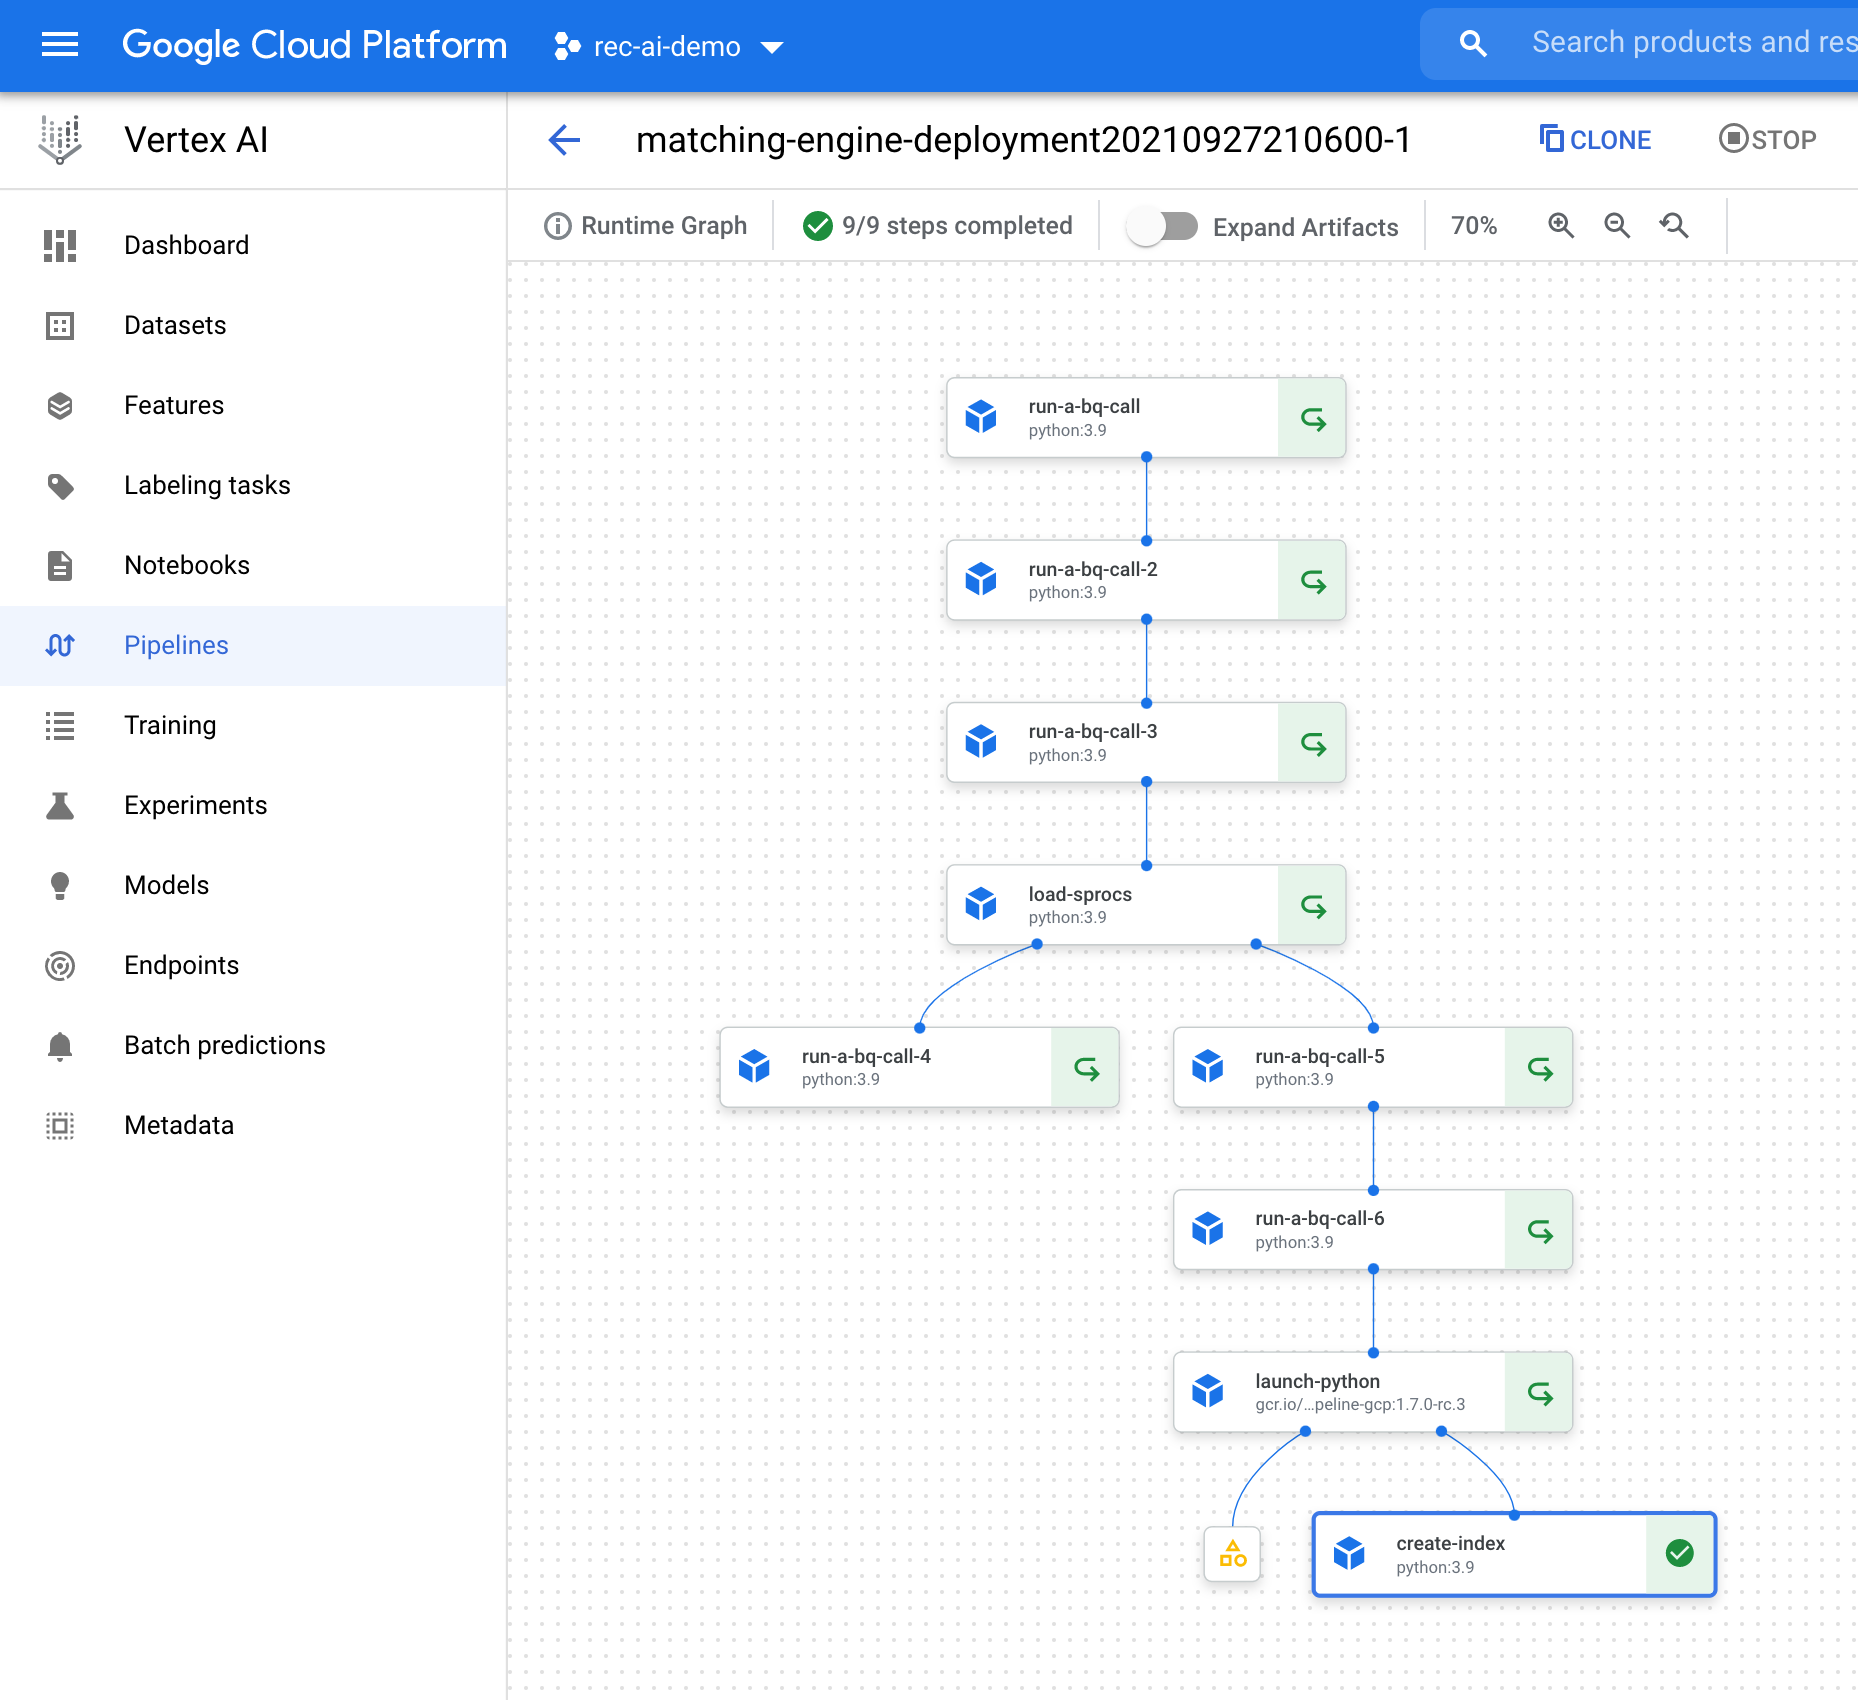 Google Cloud Platform
rec-ai-demo
Search products and res
Vertex AI
matching-engine-deployment20210927210600-1
CLONE
STOP
Runtime Graph
9/9 steps completed
Expand Artifacts
70%
Dashboard
Datasets
Features
Labeling tasks
Notebooks
Pipelines
Training
Experiments
Models
Endpoints
Batch predictions
Metadata
run-a-bq-call
python:3.9
run-a-bq-call-2
python:3.9
run-a-bq-call-3
python:3.9
load-sprocs
python:3.9
run-a-bq-call-4
python:3.9
run-a-bq-call-5
python:3.9
run-a-bq-call-6
python:3.9
launch-python
gcr.io/...peline-gcp:1.7.0-rc.3
create-index
python:3.9